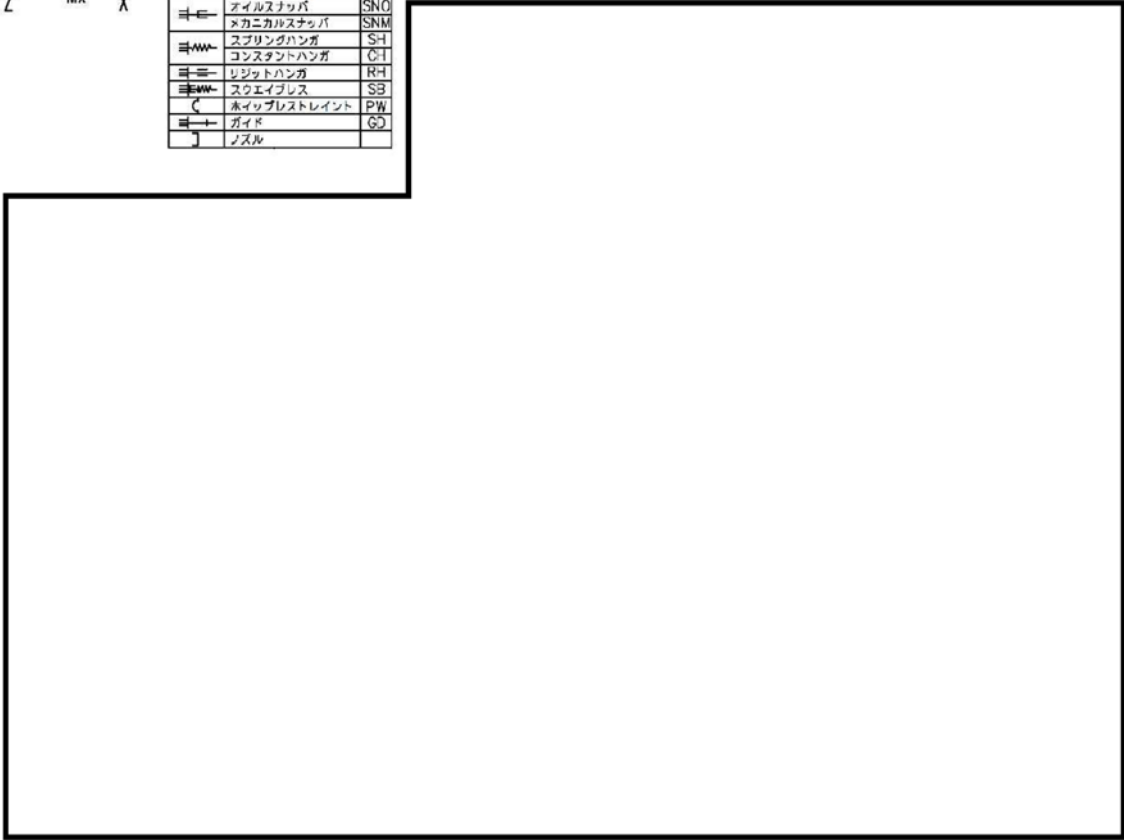 Z MX X
オイルスナッバ SNO
メカニカルスナッバ SNM
スプリングハンガ SH
コンスタントハンガ CH
リジットハンガ RH
スウエイブレス SB
ホイップレストレイント PW
ガイド GD
ノズル